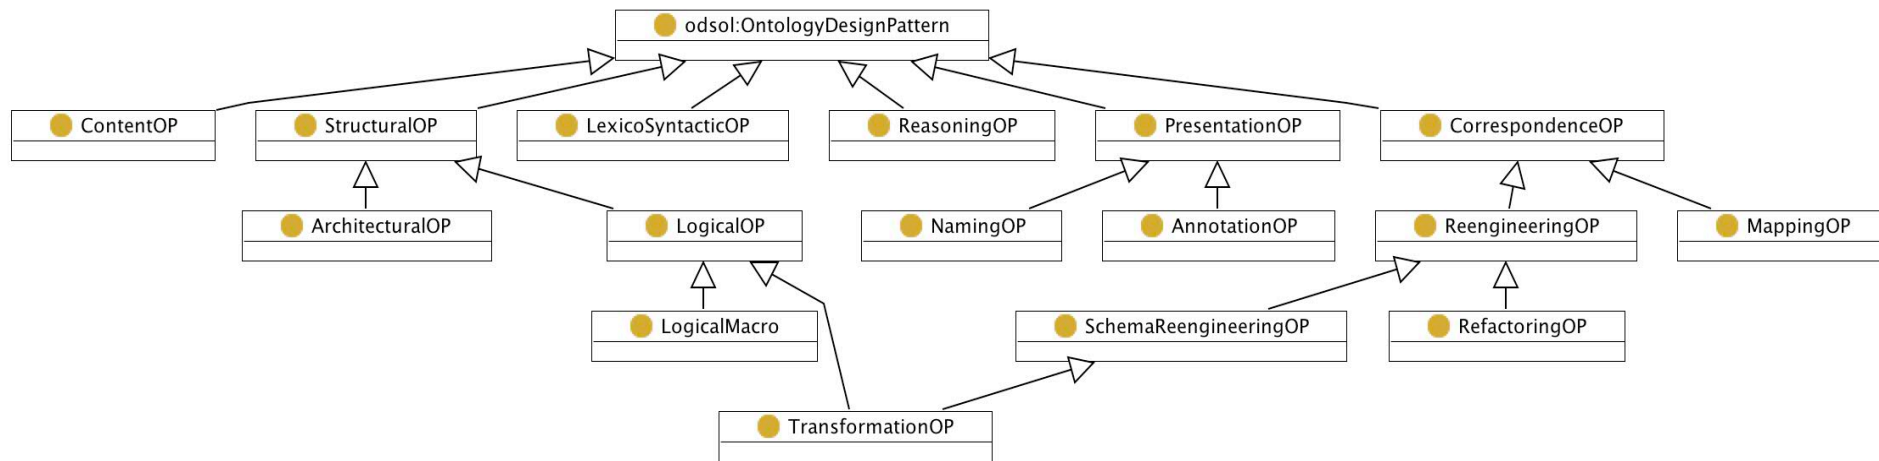 odsol:OntologyDesignPattern
ContentOP
StructuralOP
LexicoSyntacticOP
ReasoningOP
PresentationOP
CorrespondenceOP
ArchitecturalOP
LogicalOP
NamingOP
AnnotationOP
ReengineeringOP
MappingOP
LogicalMacro
SchemaReengineeringOP
RefactoringOP
TransformationOP